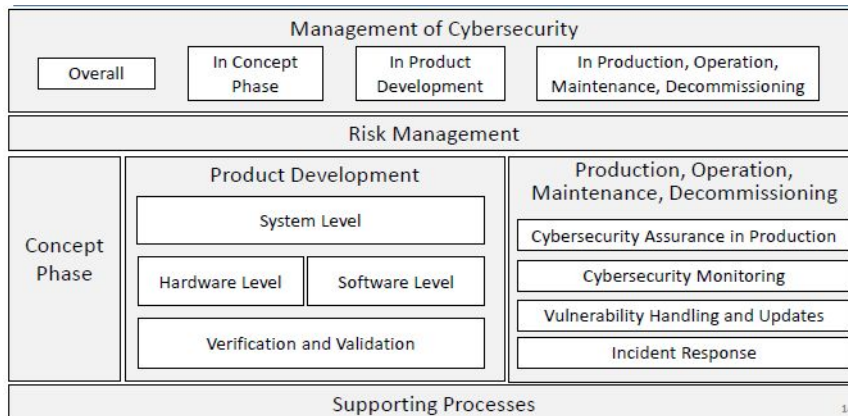 Management of Cybersecurity
Overall
In Concept
Phase
In Product
Development
In Production, Operation,
Maintenance, Decommissioning
Risk Management
Concept
Phase
Product Development
System Level
Hardware Level
Software Level
Verification and Validation
Production, Operation,
Maintenance, Decommissioning
Cybersecurity Assurance in Production
Cybersecurity Monitoring
Vulnerability Handling and Updates
Incident Response
Supporting Processes